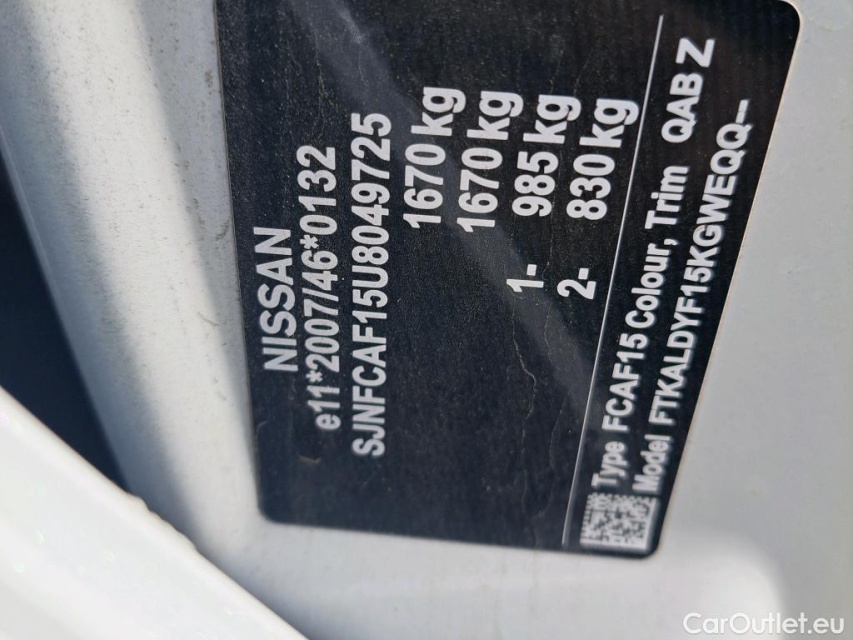 NISSAN
e11*2007/46*0132
SJNFCAF15U8049725
1670 kg
1670 kg
1- 985 kg
2- 830 kg
Type FCAF15 Colour, Trim QAB Z
Model FTKALDYF15KGWEQQ--
CarOutlet.eu